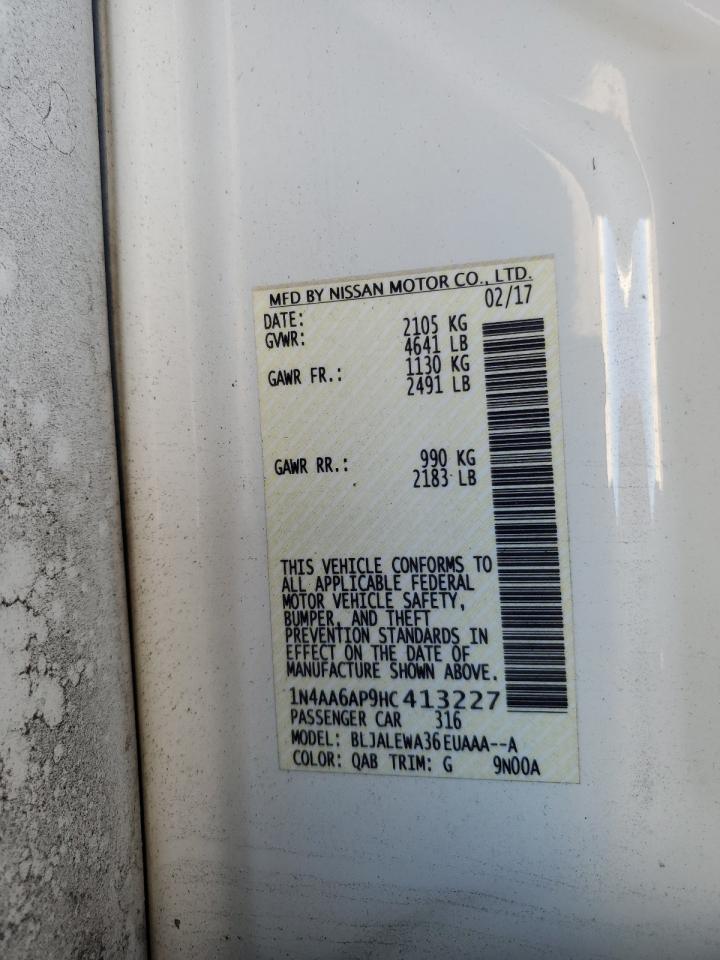 MFD BY NISSAN MOTOR CO., LTD.
DATE: 02/17
GVWR: 2105 KG
4641 LB
GAWR FR.: 1130 KG
2491 LB
GAWR RR.: 990 KG
2183 LB
THIS VEHICLE CONFORMS TO
ALL APPLICABLE FEDERAL
MOTOR VEHICLE SAFETY,
BUMPER, AND THEFT
PREVENTION STANDARDS IN
EFFECT ON THE DATE OF
MANUFACTURE SHOWN ABOVE.
1N4AA6AP9HC413227
PASSENGER CAR 316
MODEL: BLJALEWA36EUAAA--A
COLOR: QAB TRIM: G 9N00A